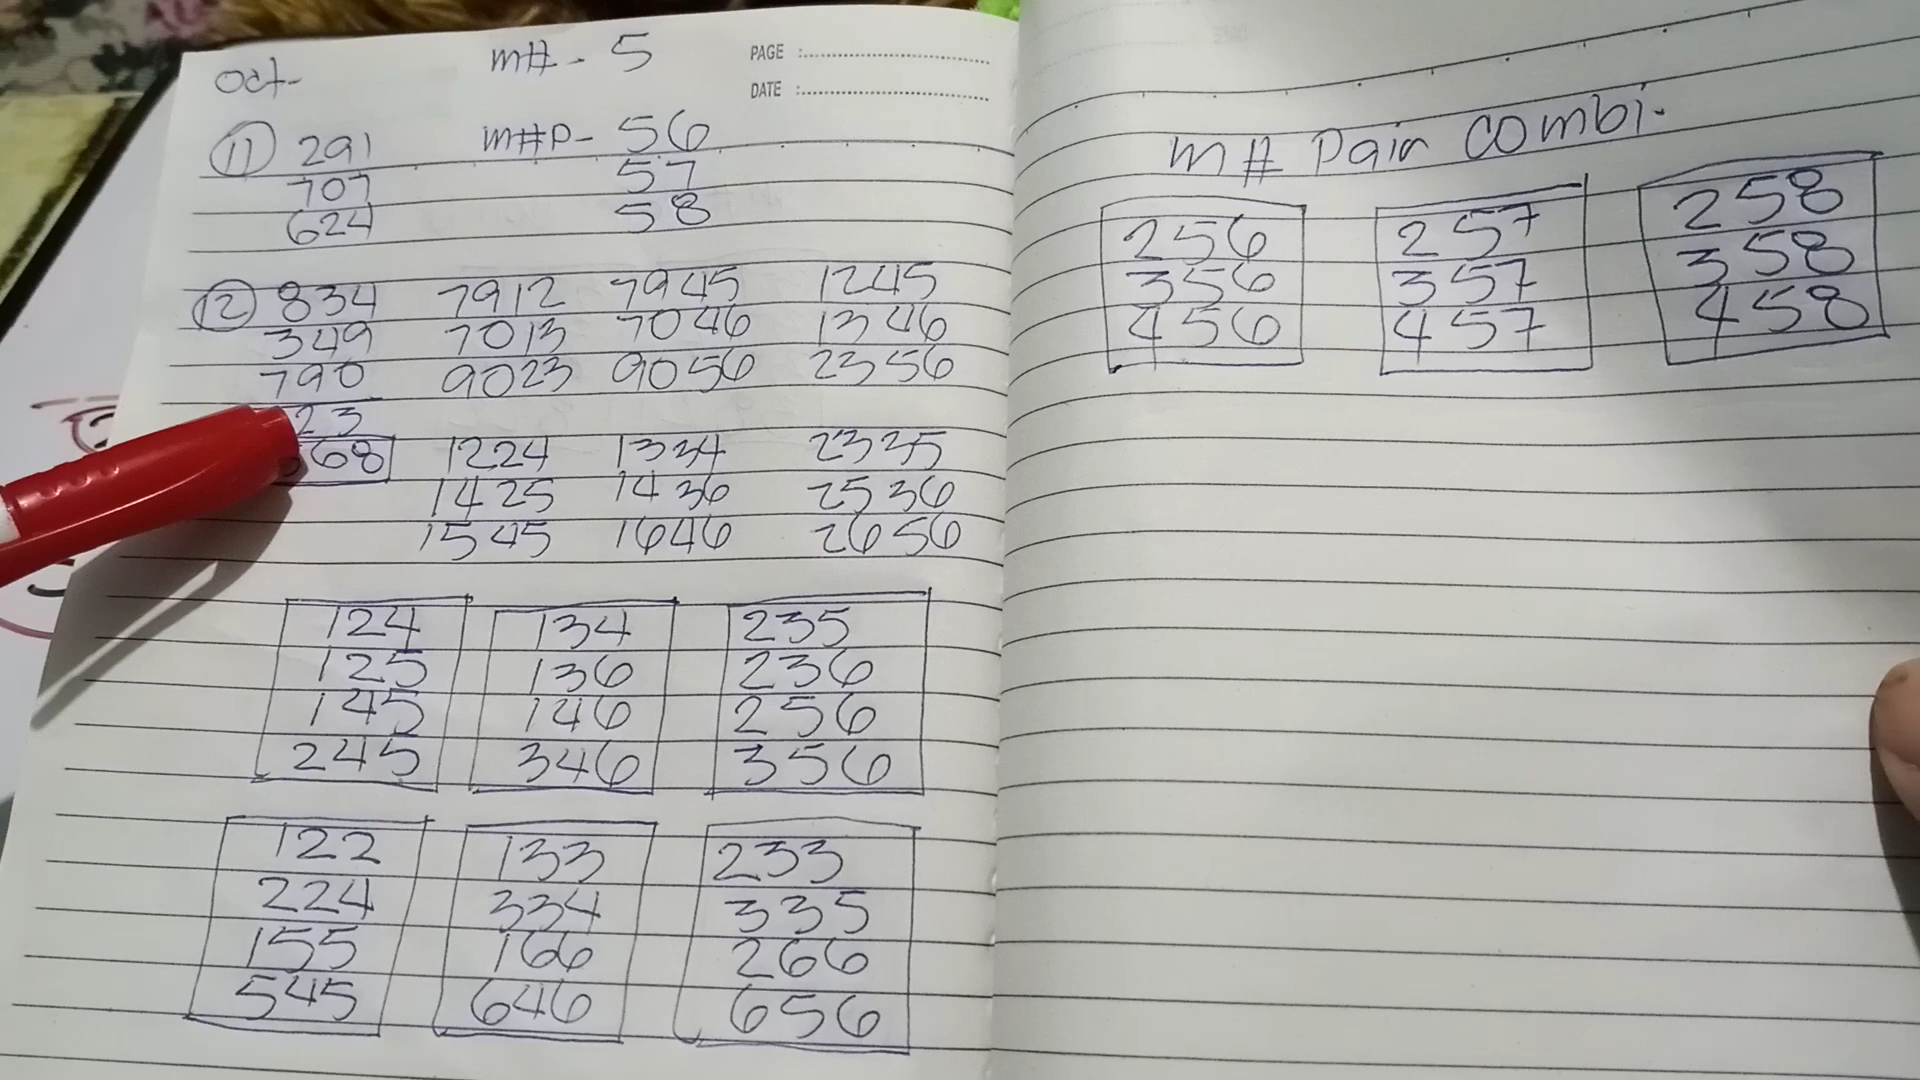 oct-
m# - 5
PAGE :
DATE :
11 291
707
624
m#p- 56
57
58
12 834 7912 7945 1245
349 7013 7046 1346
790 9023 9056 2356
23
68 1224 1334 2335
1425 1436 2536
1545 1646 2656
124 134 235
125 136 236
145 146 256
245 346 356
122 133 233
224 334 335
155 166 266
545 646 656
m# Pair combi.
256 257 258
356 357 358
456 457 458